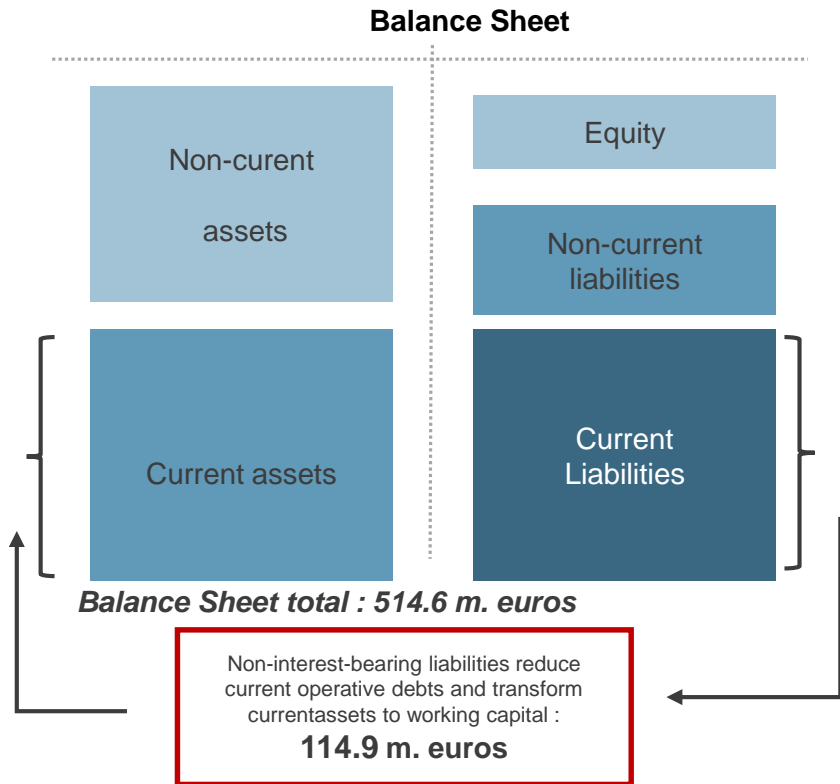 Balance Sheet
Non-curent
assets
Equity
Non-current
liabilities
Current assets
Current
Liabilities
Balance Sheet total : 514.6 m. euros
Non-interest-bearing liabilities reduce
current operative debts and transform
currentassets to working capital :
114.9 m. euros